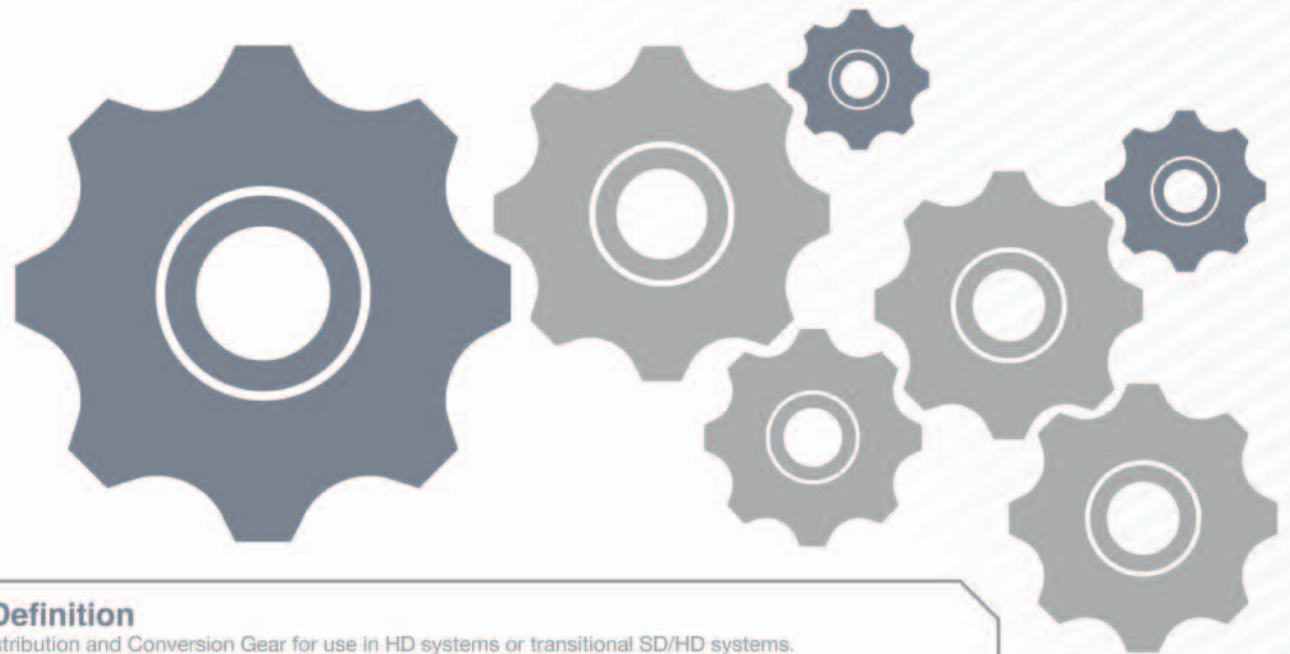 Definition
stribution and Conversion Gear for use in HD systems or transitional SD/HD systems.